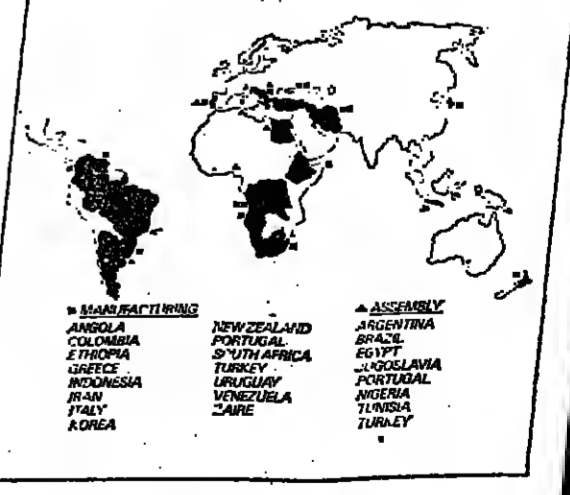 ■ MANUFACTURING
ANGOLA
COLOMBIA
ETHIOPIA
GREECE
INDONESIA
IRAN
ITALY
KOREA
NEW ZEALAND
PORTUGAL
SOUTH AFRICA
TURKEY
URUGUAY
VENEZUELA
ZAIRE
▲ ASSEMBLY
ARGENTINA
BRAZIL
EGYPT
JUGOSLAVIA
PORTUGAL
NIGERIA
TUNISIA
TURKEY